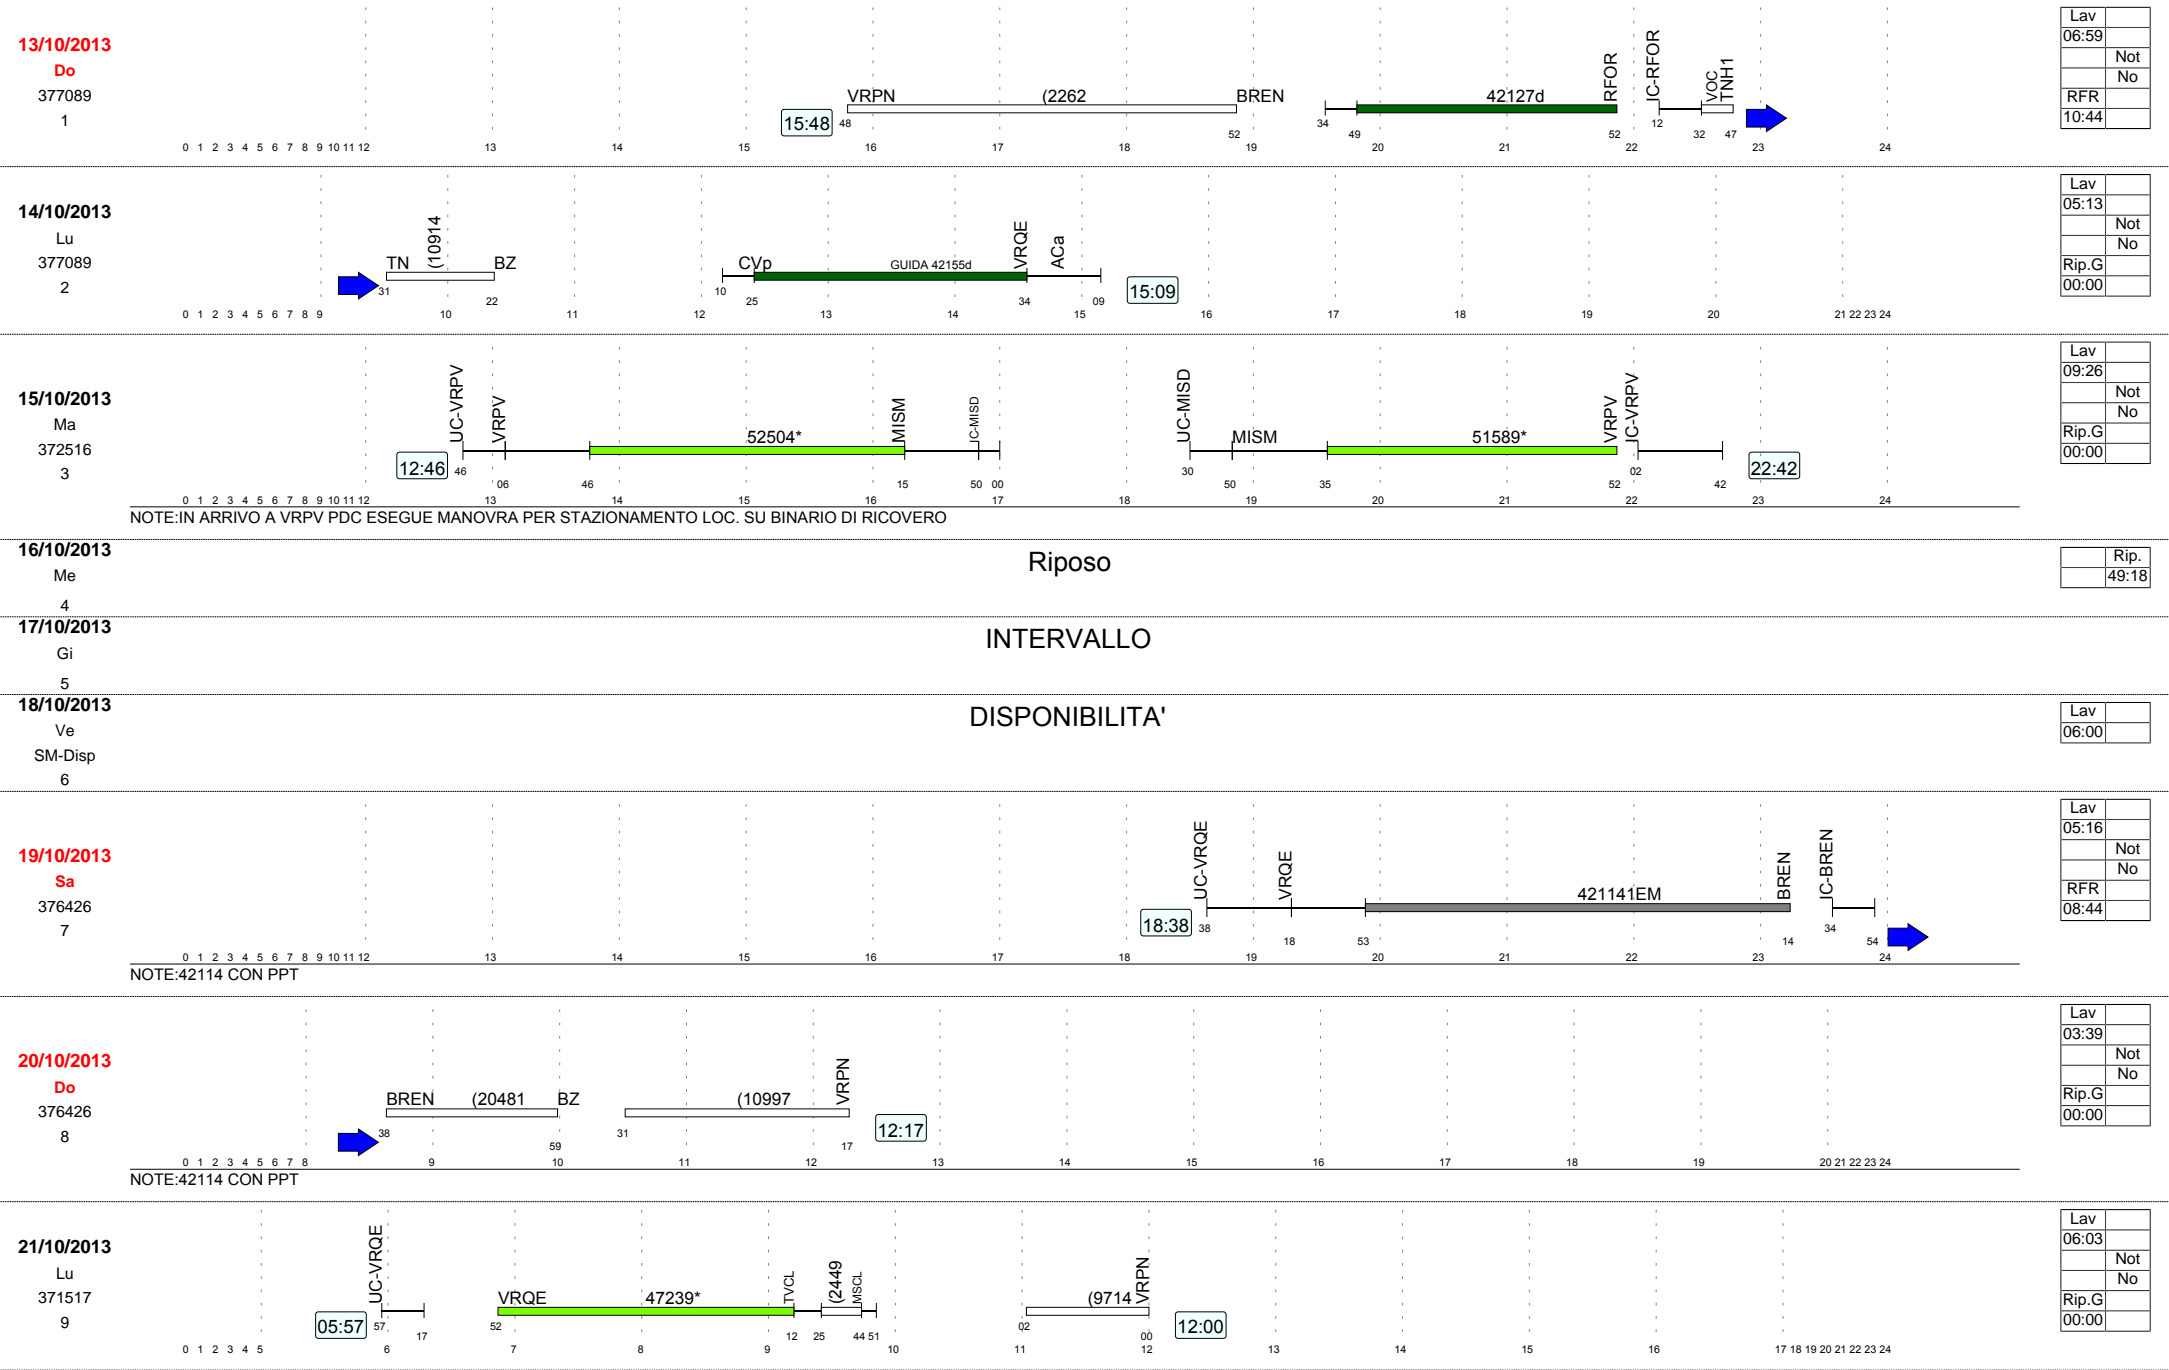 13/10/2013
Do
377089
1
15:48
VRPN (2262 BREN 42127d RFOR IC-RFOR VOC TNH1
48 52 34 49 52 12 32 47
0 1 2 3 4 5 6 7 8 9 10 11 12 13 14 15 16 17 18 19 20 21 22 23 24
Lav
06:59
Not
No
RFR
10:44
14/10/2013
Lu
377089
2
TN (10914 BZ CVp GUIDA 42155d VRQE ACa
31 22 10 25 34 09
15:09
0 1 2 3 4 5 6 7 8 9 10 11 12 13 14 15 16 17 18 19 20 21 22 23 24
Lav
05:13
Not
No
Rip.G
00:00
15/10/2013
Ma
372516
3
12:46
UC-VRPV VRPV 52504* MISM IC-MISD UC-MISD MISM 51589* VRPV IC-VRPV
46 06 46 15 50 00 30 50 35 52 02 42
22:42
0 1 2 3 4 5 6 7 8 9 10 11 12 13 14 15 16 17 18 19 20 21 22 23 24
NOTE:IN ARRIVO A VRPV PDC ESEGUE MANOVRA PER STAZIONAMENTO LOC. SU BINARIO DI RICOVERO
Lav
09:26
Not
No
Rip.G
00:00
16/10/2013
Me
4
Riposo
Rip.
49:18
17/10/2013
Gi
5
INTERVALLO
18/10/2013
Ve
SM-Disp
6
DISPONIBILITA'
Lav
06:00
19/10/2013
Sa
376426
7
18:38
UC-VRQE VRQE 421141EM BREN IC-BREN
38 18 53 14 34 54
0 1 2 3 4 5 6 7 8 9 10 11 12 13 14 15 16 17 18 19 20 21 22 23 24
NOTE:42114 CON PPT
Lav
05:16
Not
No
RFR
08:44
20/10/2013
Do
376426
8
BREN (20481 BZ (10997 VRPN
38 59 31 17
12:17
0 1 2 3 4 5 6 7 8 9 10 11 12 13 14 15 16 17 18 19 20 21 22 23 24
NOTE:42114 CON PPT
Lav
03:39
Not
No
Rip.G
00:00
21/10/2013
Lu
371517
9
05:57
UC-VRQE VRQE 47239* TVCL (2449 MSCL (9714 VRPN
57 17 52 12 25 44 51 02 00
12:00
0 1 2 3 4 5 6 7 8 9 10 11 12 13 14 15 16 17 18 19 20 21 22 23 24
Lav
06:03
Not
No
Rip.G
00:00